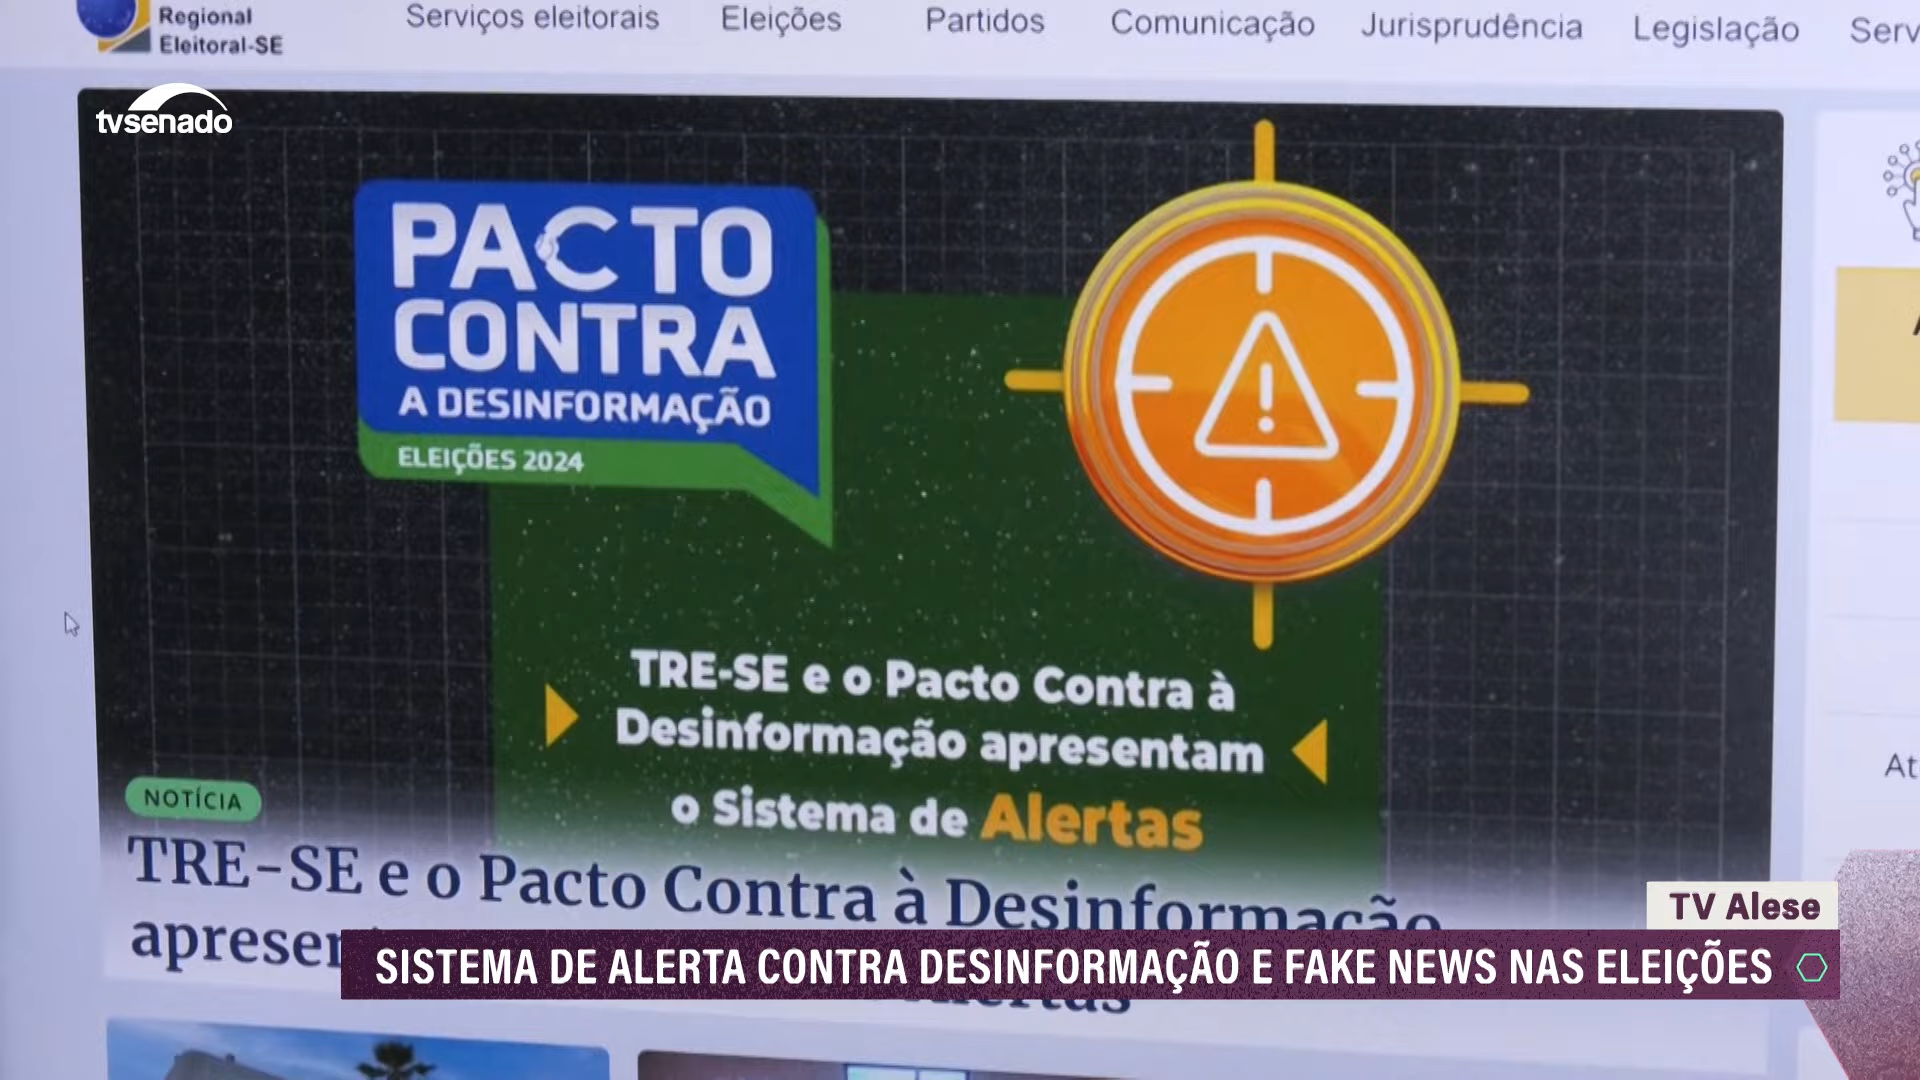 Regional
Eleitoral-SE
Serviços eleitorais
Eleições
Partidos
Comunicação
Jurisprudência
Legislação
Serv
tvsenado
PACTO
CONTRA
A DESINFORMAÇÃO
ELEIÇÕES 2024
TRE-SE e o Pacto Contra à
Desinformação apresentam
o Sistema de Alertas
NOTÍCIA
TRE-SE e o Pacto Contra à Desinformação
At
TV Alese
SISTEMA DE ALERTA CONTRA DESINFORMAÇÃO E FAKE NEWS NAS ELEIÇÕES